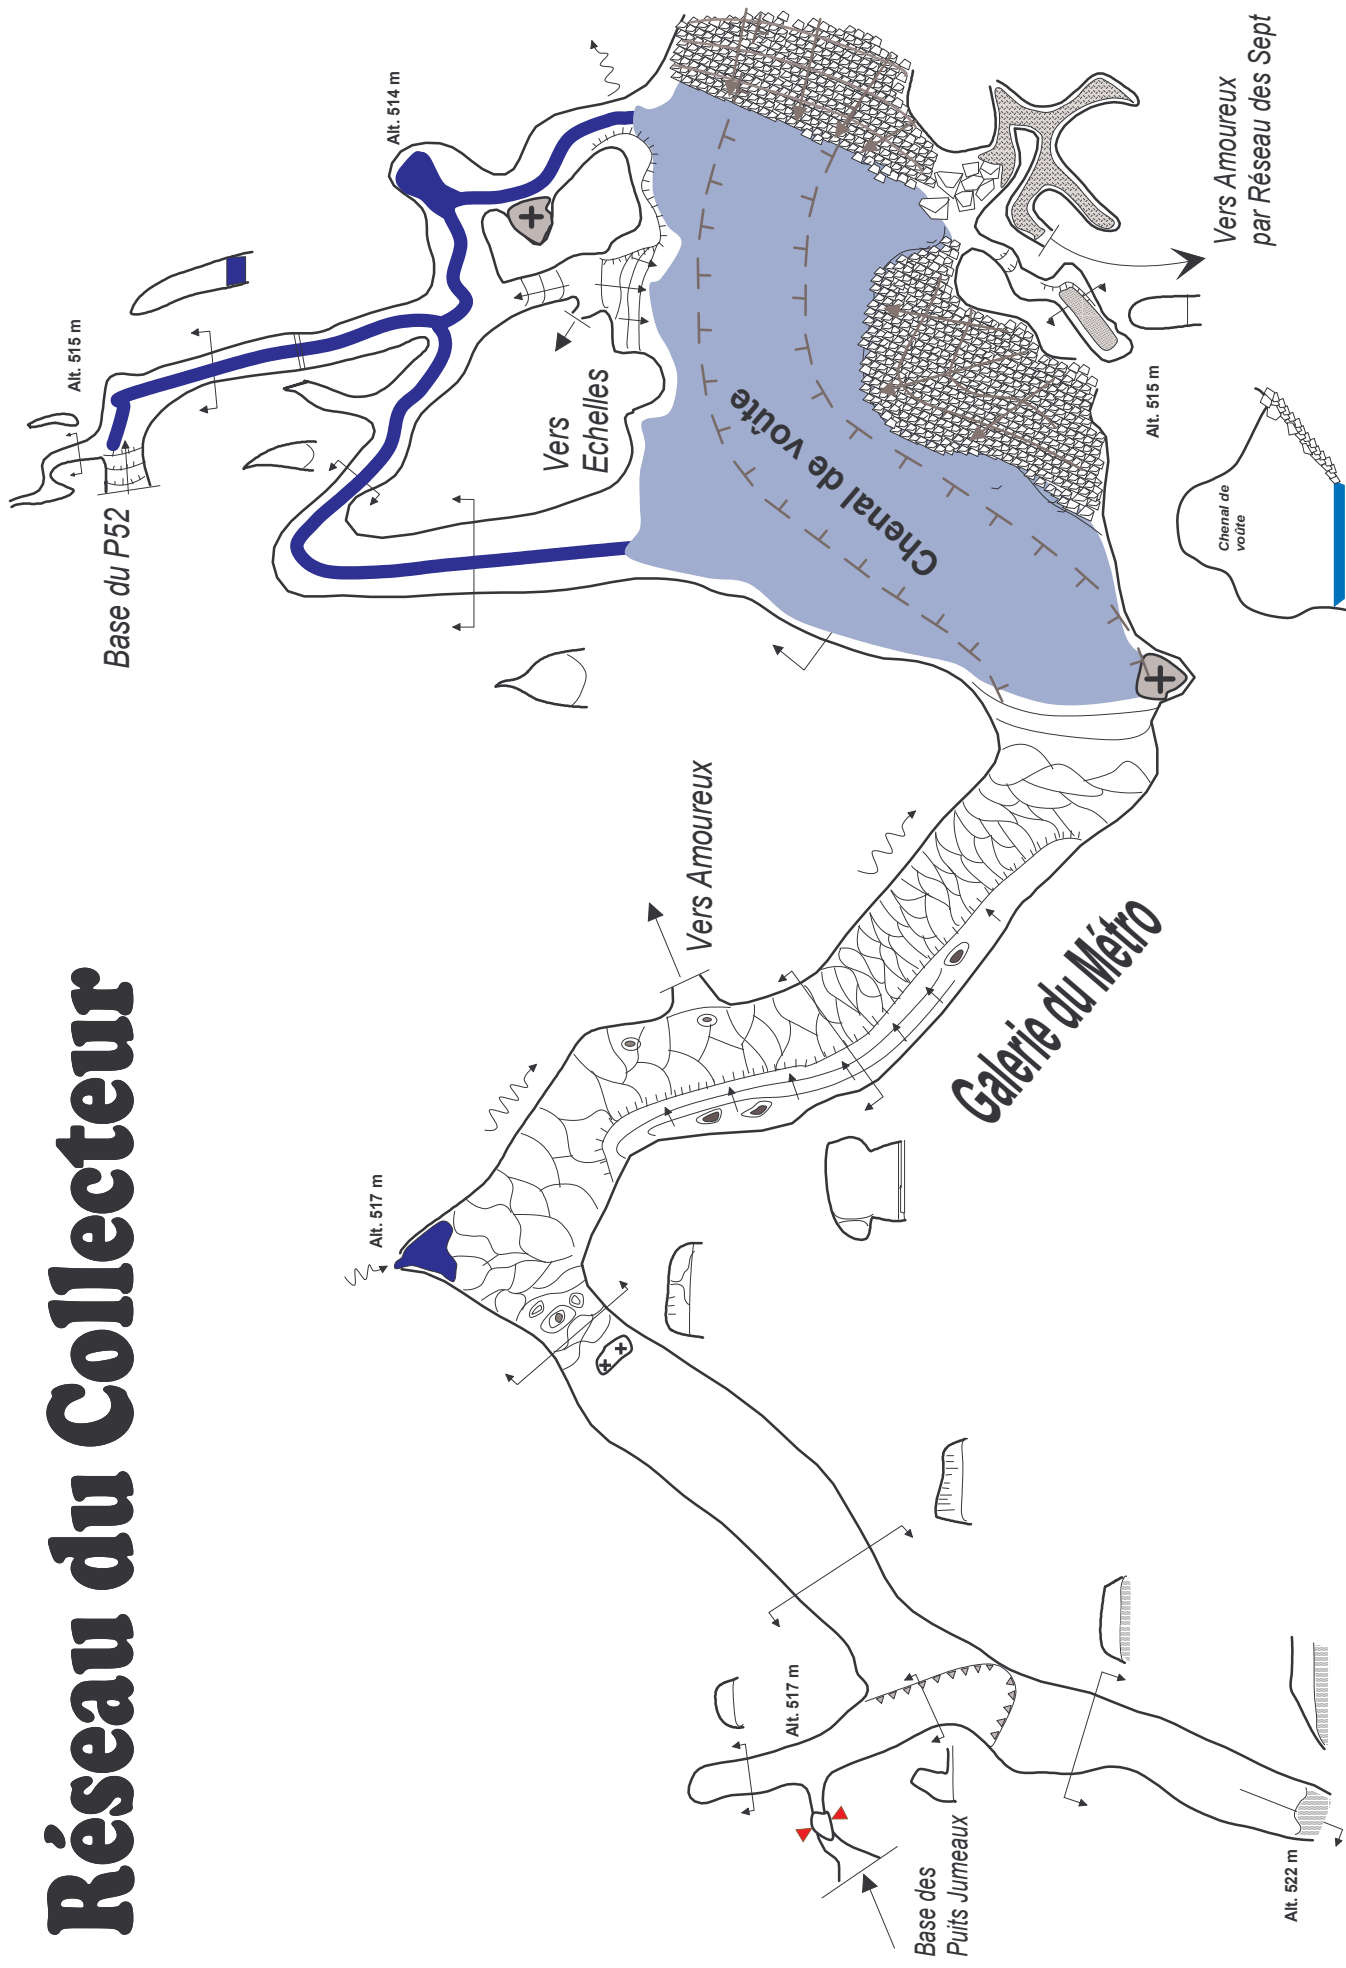 Réseau du Collecteur
Base du P52
Alt. 515 m
Alt. 514 m
Vers
Echelles
Chenal de voûte
Vers Amoureux
par Réseau des Sept
Alt. 515 m
Chenal de
voûte
Vers Amoureux
Galerie du Métro
Alt. 517 m
Alt. 517 m
Base des
Puits Jumeaux
Alt. 522 m